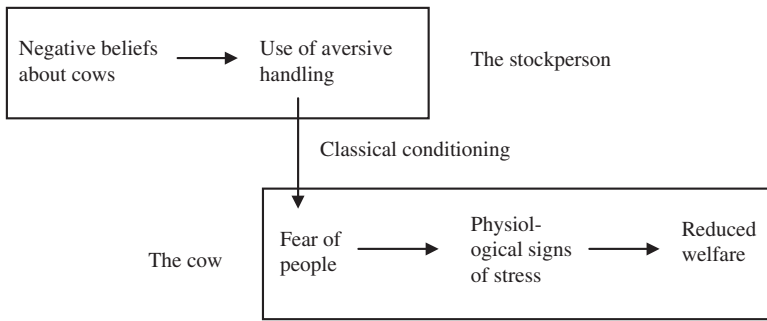 Negative beliefs
about cows
Use of aversive
handling
The stockperson
Classical conditioning
The cow
Fear of
people
Physiol-
ogical signs
of stress
Reduced
welfare